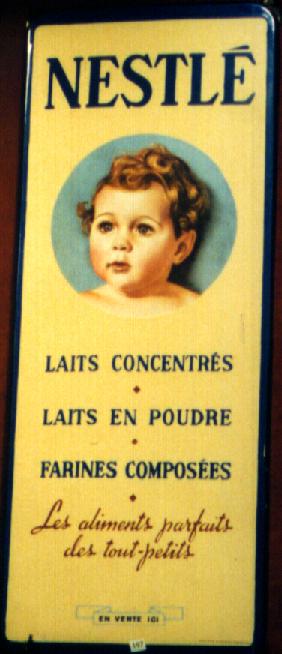 NESTLÉ
LAITS CONCENTRÉS
LAITS EN POUDRE
FARINES COMPOSÉES
Les aliments parfaits
des tout-petits
EN VENTE ICI